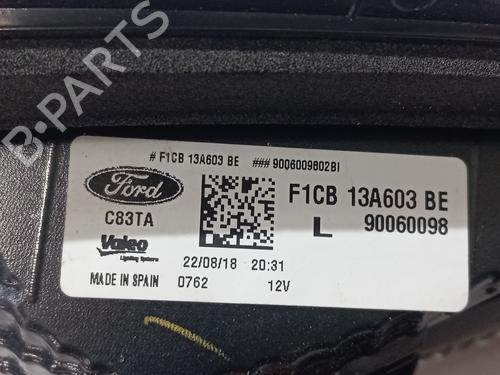 B-PARTS
# F1CB 13A603 BE ### 9006009802BI
Ford
F1CB 13A603 BE
C83TA
L 90060098
Valeo
Lighting Systems
22/08/18 20:31
MADE IN SPAIN 0762 12V